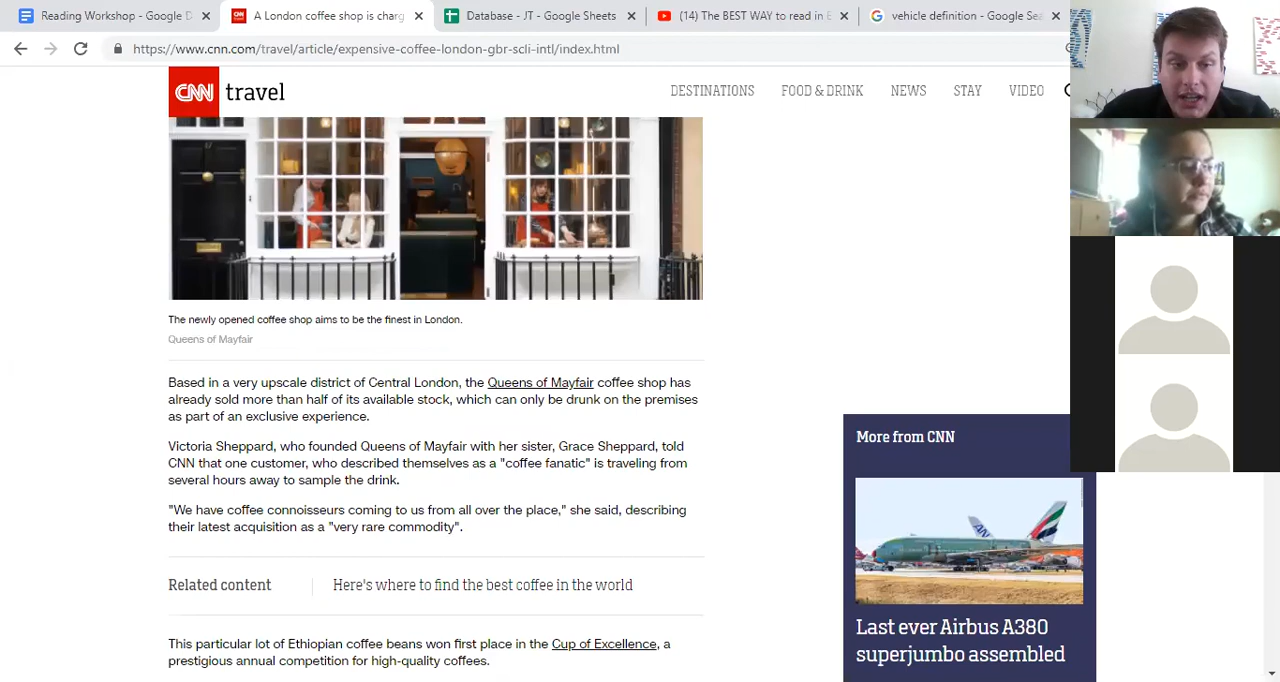 Reading Workshop - Google D
A London coffee shop is charg
Database - JT - Google Sheets
(14) The BEST WAY to read in E
vehicle definition - Google Sea
https://www.cnn.com/travel/article/expensive-coffee-london-gbr-scli-intl/index.html
CNN travel
DESTINATIONS FOOD & DRINK NEWS STAY VIDEO
The newly opened coffee shop aims to be the finest in London.
Queens of Mayfair
Based in a very upscale district of Central London, the Queens of Mayfair coffee shop has
already sold more than half of its available stock, which can only be drunk on the premises
as part of an exclusive experience.
Victoria Sheppard, who founded Queens of Mayfair with her sister, Grace Sheppard, told
CNN that one customer, who described themselves as a "coffee fanatic" is traveling from
several hours away to sample the drink.
"We have coffee connoisseurs coming to us from all over the place," she said, describing
their latest acquisition as a "very rare commodity".
Related content
Here's where to find the best coffee in the world
This particular lot of Ethiopian coffee beans won first place in the Cup of Excellence, a
prestigious annual competition for high-quality coffees.
More from CNN
ANA
Last ever Airbus A380
superjumbo assembled